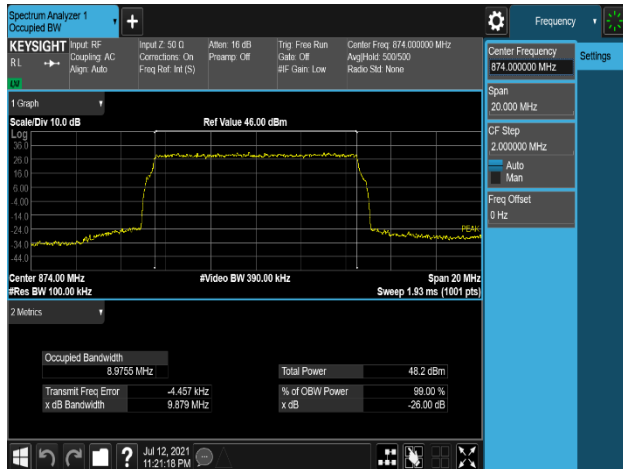 Spectrum Analyzer 1
Occupied BW
Frequency
KEYSIGHT
Input: RF
Input Z: 50 Ω
Atten: 16 dB
Trig: Free Run
Center Freq: 874.000000 MHz
R L
Coupling: AC
Corrections: On
Preamp: Off
Gate: Off
Avg|Hold: 500/500
Align: Auto
Freq Ref: Int (S)
#IF Gain: Low
Radio Std: None
Center Frequency
874.000000 MHz
Settings
Span
20.000 MHz
CF Step
2.000000 MHz
Auto
Man
Freq Offset
0 Hz
1 Graph
Scale/Div 10.0 dB
Ref Value 46.00 dBm
Log
36.0
26.0
16.0
6.00
-4.00
-14.0
-24.0
-34.0
-44.0
PEAK
Center 874.00 MHz
#Video BW 390.00 kHz
Span 20 MHz
#Res BW 100.00 kHz
Sweep 1.93 ms (1001 pts)
2 Metrics
Occupied Bandwidth
8.9755 MHz
Total Power
48.2 dBm
Transmit Freq Error
-4.457 kHz
% of OBW Power
99.00 %
x dB Bandwidth
9.879 MHz
x dB
-26.00 dB
?
Jul 12, 2021
11:21:18 PM